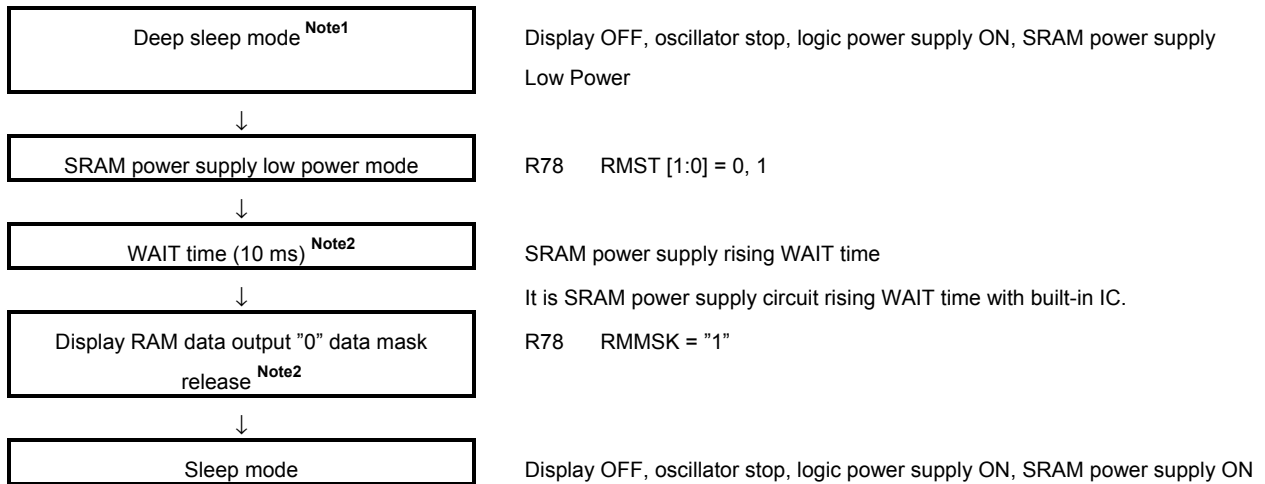 Deep sleep mode Note1 Display OFF, oscillator stop, logic power supply ON, SRAM power supply
Low Power
↓
SRAM power supply low power mode R78 RMST [1:0] = 0, 1
↓
WAIT time (10 ms) Note2 SRAM power supply rising WAIT time
↓ It is SRAM power supply circuit rising WAIT time with built-in IC.
Display RAM data output ”0” data mask R78 RMMSK = ”1”
release Note2
↓
Sleep mode Display OFF, oscillator stop, logic power supply ON, SRAM power supply ON